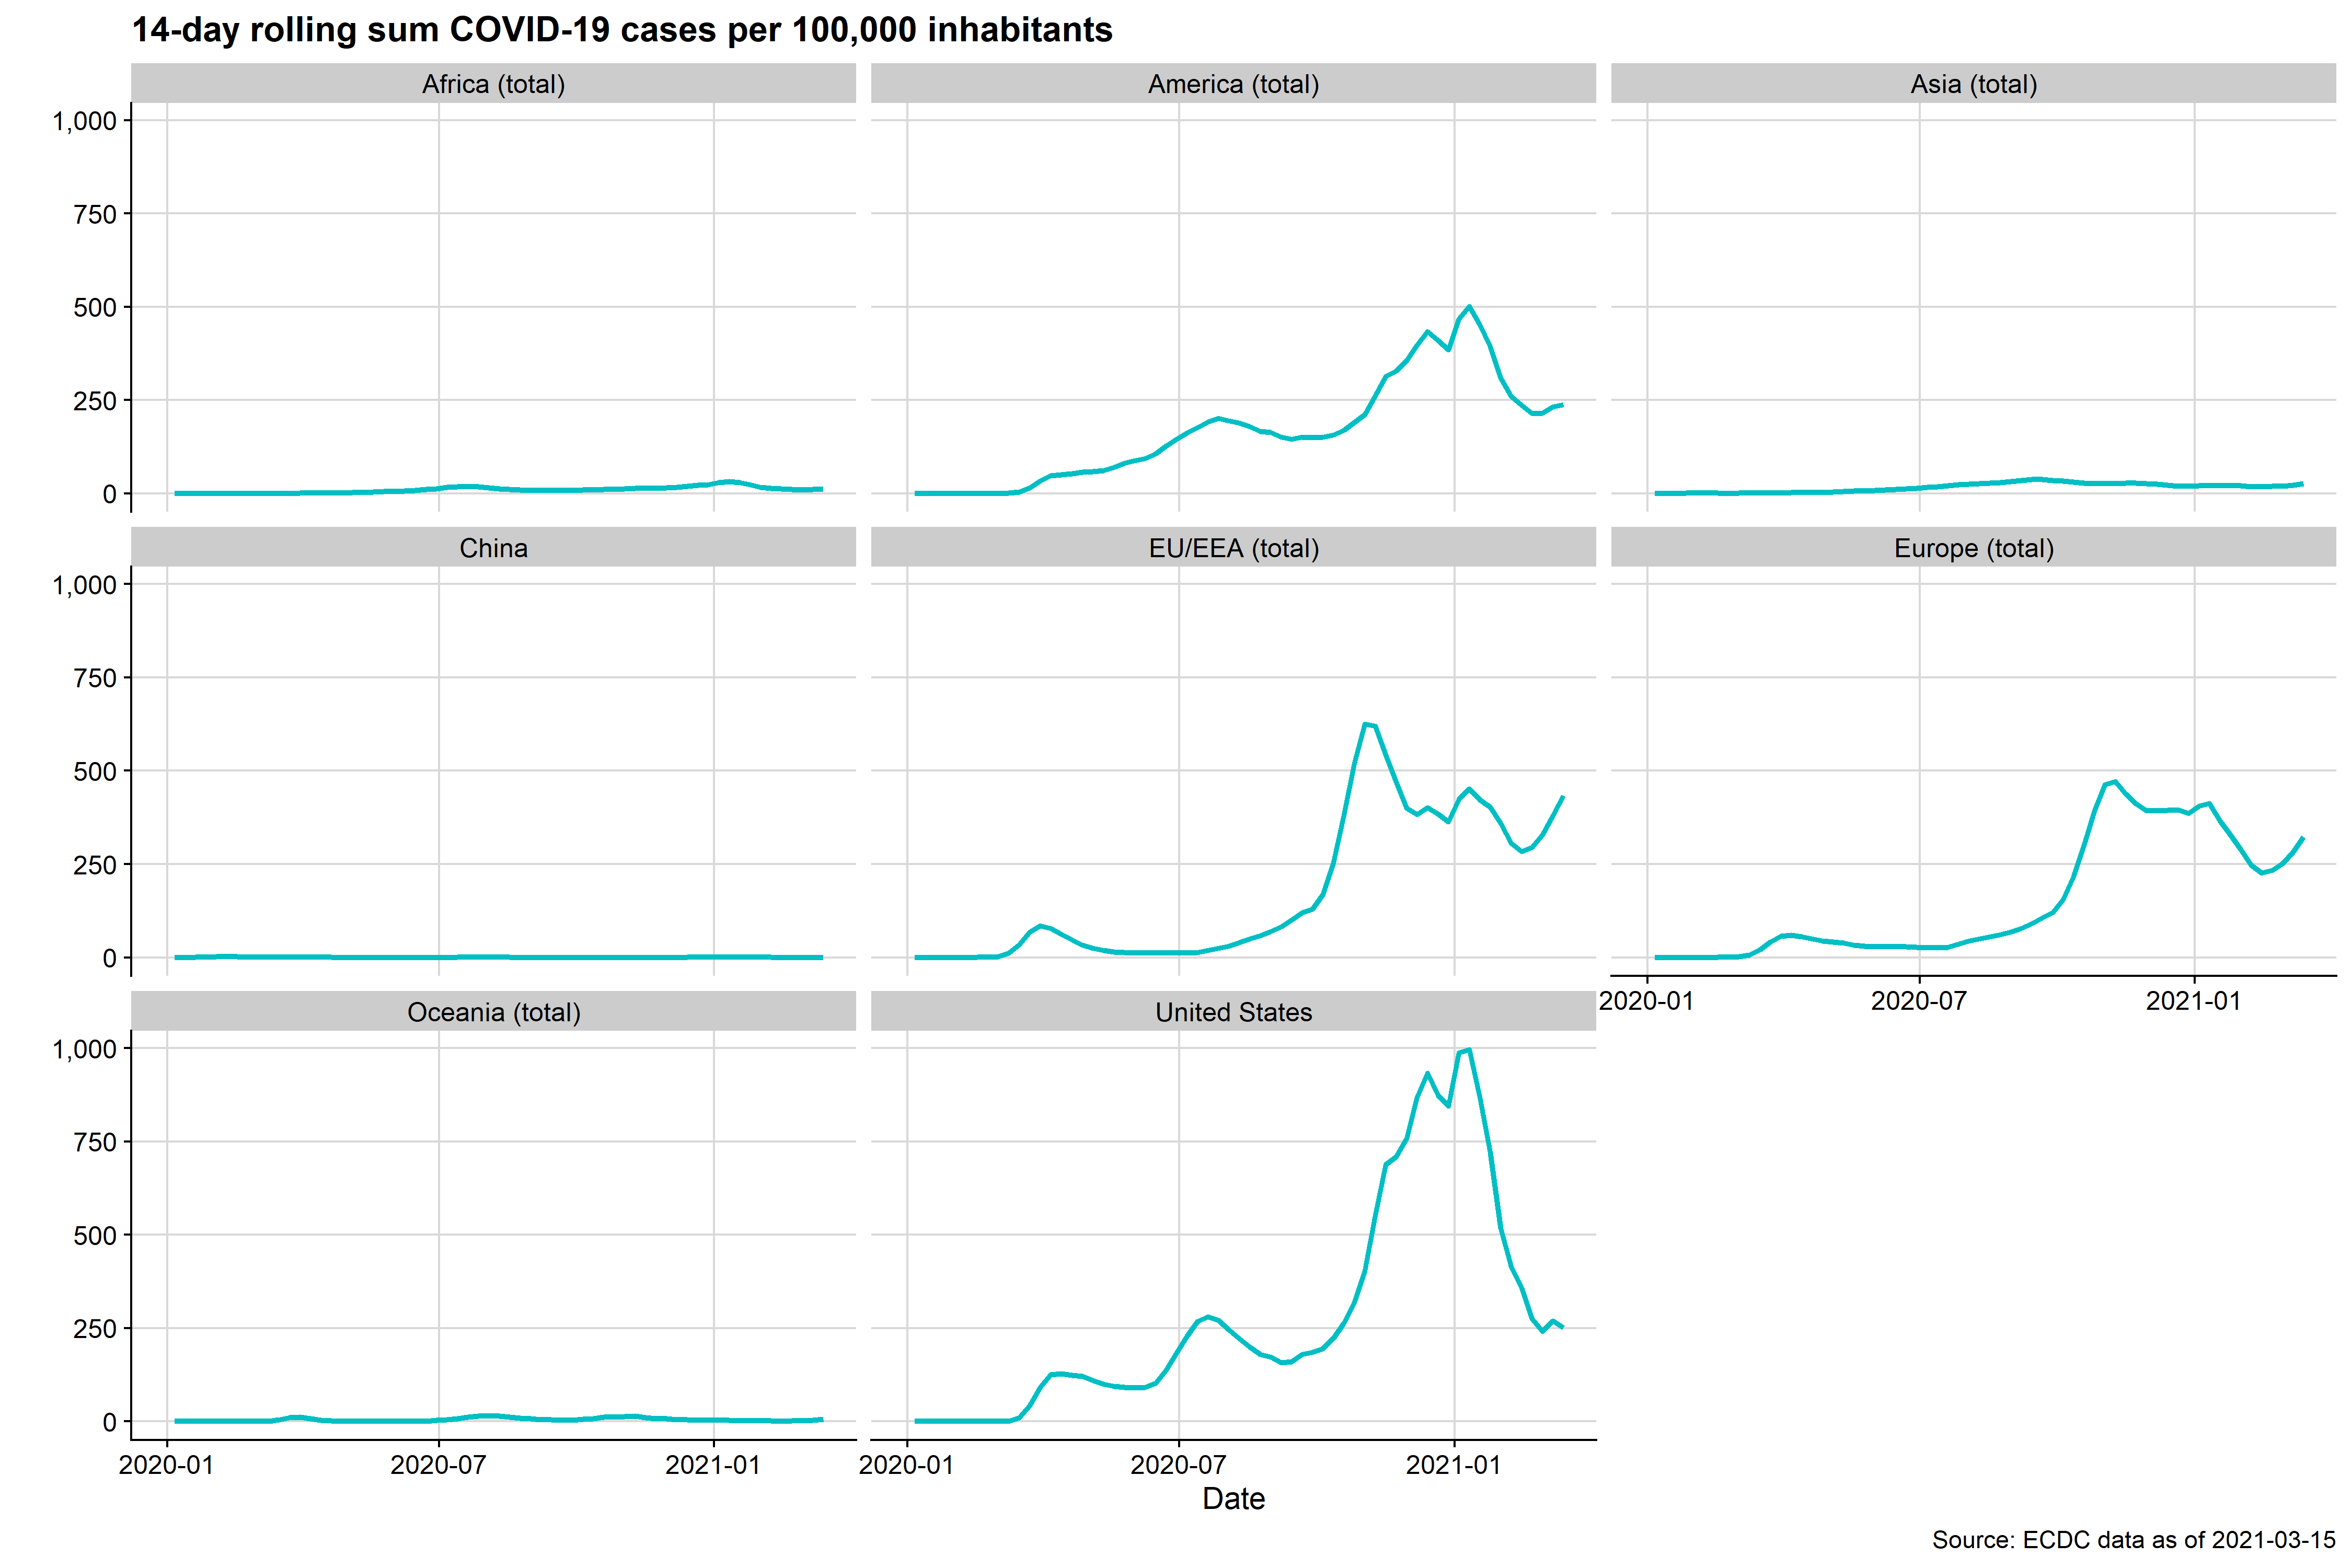 14-day rolling sum COVID-19 cases per 100,000 inhabitants
Africa (total)
America (total)
Asia (total)
1,000
750
500
250
0
China
EU/EEA (total)
Europe (total)
1,000
750
500
250
0
2020-01
2020-07
2021-01
Oceania (total)
United States
1,000
750
500
250
0
2020-01
2020-07
2021-01
2020-01
2020-07
2021-01
Date
Source: ECDC data as of 2021-03-15